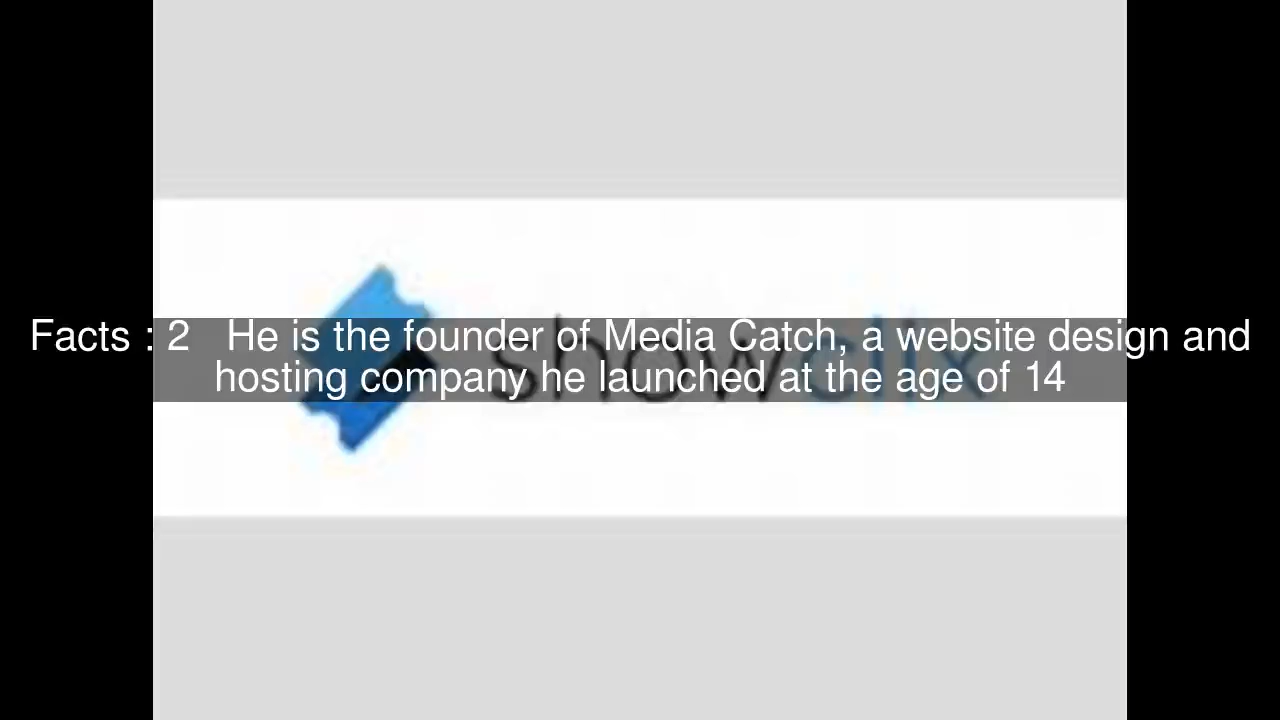 Facts : 2 He is the founder of Media Catch, a website design and
hosting company he launched at the age of 14
showclix